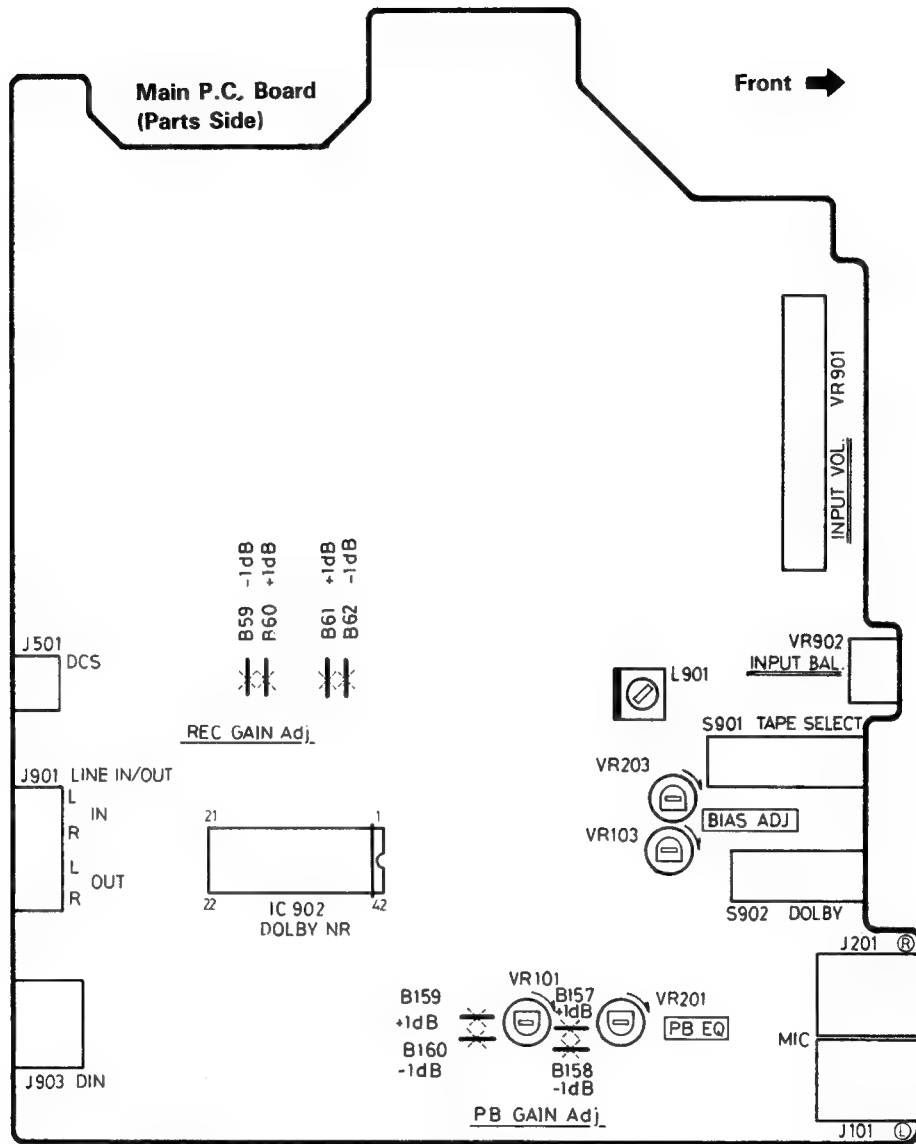 Main P.C. Board
(Parts Side)
Front
VR901
INPUT VOL.
B59 -1dB
B60 +1dB
B61 +1dB
B62 -1dB
J501
DCS
REC GAIN Adj.
VR902
INPUT BAL.
L901
S901 TAPE SELECT
VR203
BIAS ADJ
VR103
J901 LINE IN/OUT
L
IN
R
L
OUT
R
21
1
22
42
IC 902
DOLBY NR
S902 DOLBY
J201 R
MIC
J101 L
J903 DIN
B159
+1dB
B160
-1dB
VR101
B157
+1dB
B158
-1dB
VR201
PB EQ
PB GAIN Adj.